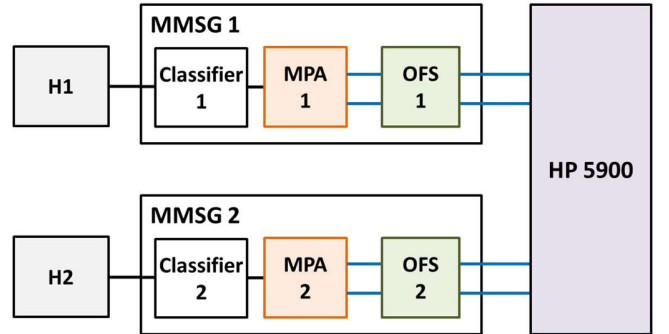 MMSG 1
H1
Classifier
1
MPA
1
OFS
1
HP 5900
MMSG 2
H2
Classifier
2
MPA
2
OFS
2